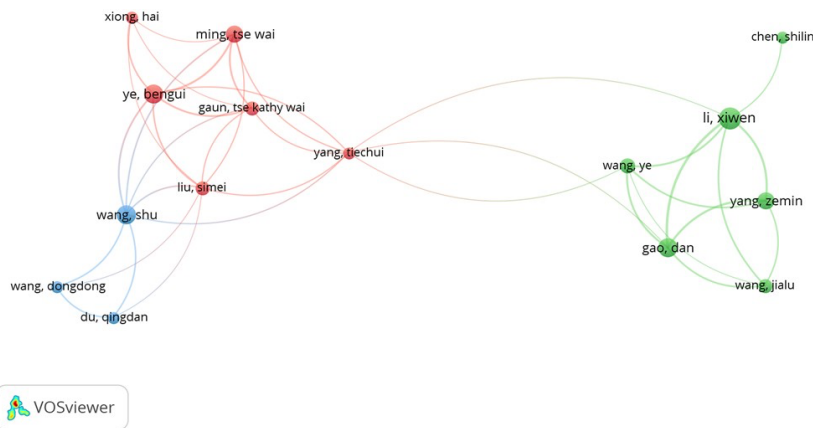 xiong, hai
ming, tse wai
chen, shilin
ye, bengui
gaun, tse kathy wai
li, xiwen
yang, tiechui
wang, ye
liu, simei
yang, zemin
wang, shu
gao, dan
wang, dongdong
wang, jialu
du, qingdan
VOSviewer